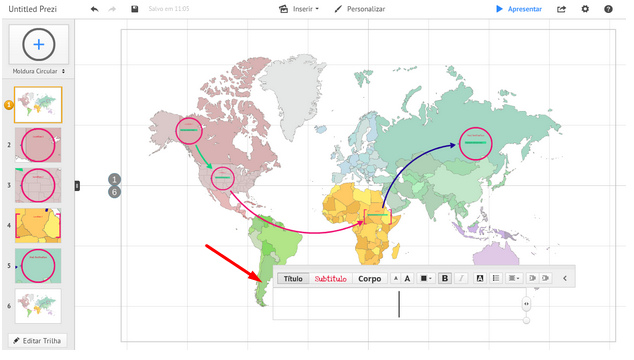 Untitled Prezi
Salvo em 11:05
Inserir
Personalizar
Apresentar
Moldura Circular
1
2
3
4
5
6
1
6
Título
Subtítulo
Corpo
A
A
B
I
A
Editar Trilha